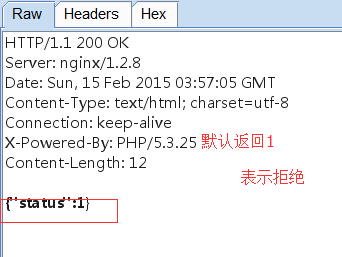 Raw Headers Hex
HTTP/1.1 200 OK
Server: nginx/1.2.8
Date: Sun, 15 Feb 2015 03:57:05 GMT
Content-Type: text/html; charset=utf-8
Connection: keep-alive
X-Powered-By: PHP/5.3.25 默认返回1
Content-Length: 12
表示拒绝
{"status":1}